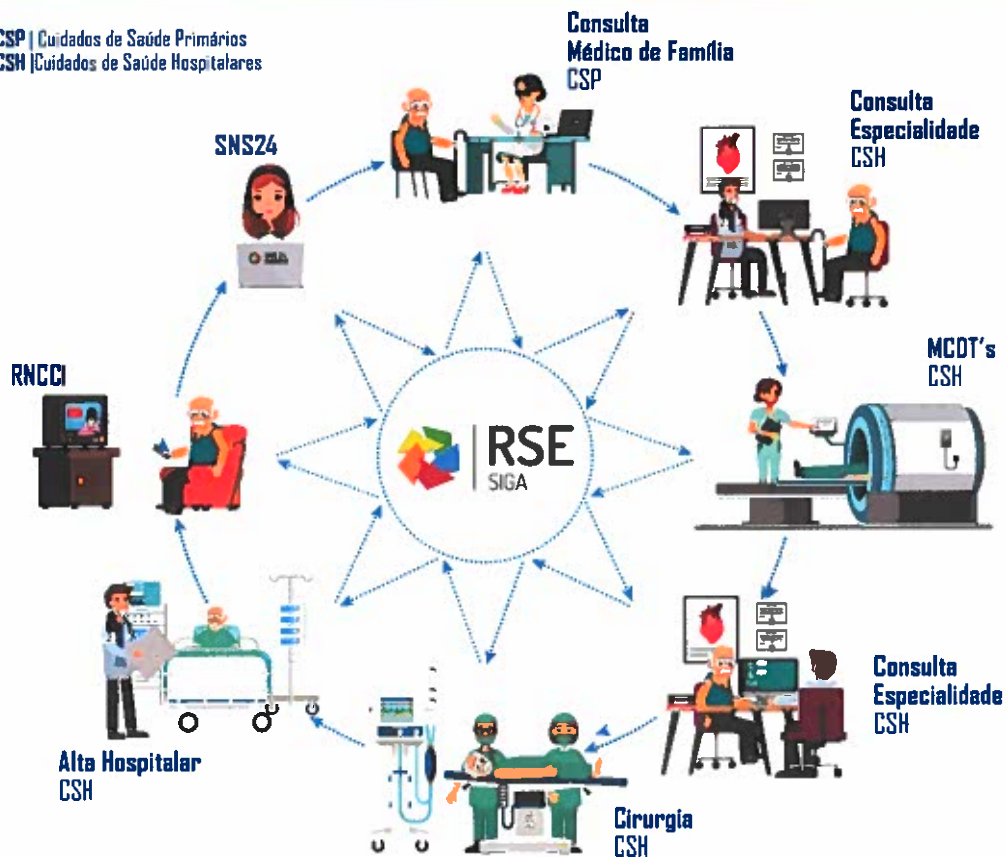 CSP | Cuidados de Saúde Primários
CSH |Cuidados de Saúde Hospitalares
Consulta
Médico de Família
CSP
Consulta
Especialidade
CSH
SNS24
MCDT's
CSH
RNCCI
RSE
SIGA
Consulta
Especialidade
CSH
Alta Hospitalar
CSH
Cirurgia
CSH